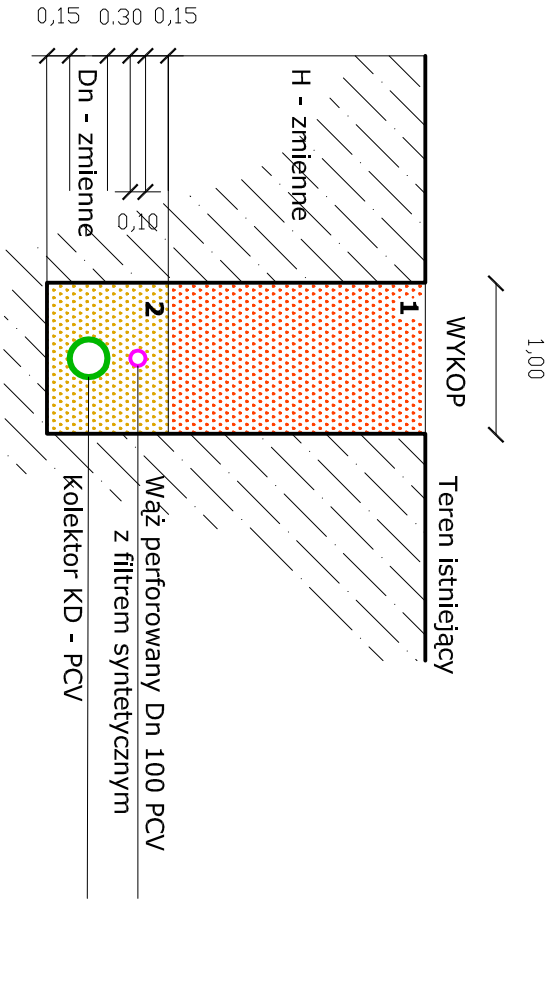 0,15 0.30 0,15
Dn - zmienne
H - zmienne
0,10
1,00
WYKOP
1
2
Teren istniejący
Wąż perforowany Dn 100 PCV
z filtrem syntetycznym
Kolektor KD - PCV